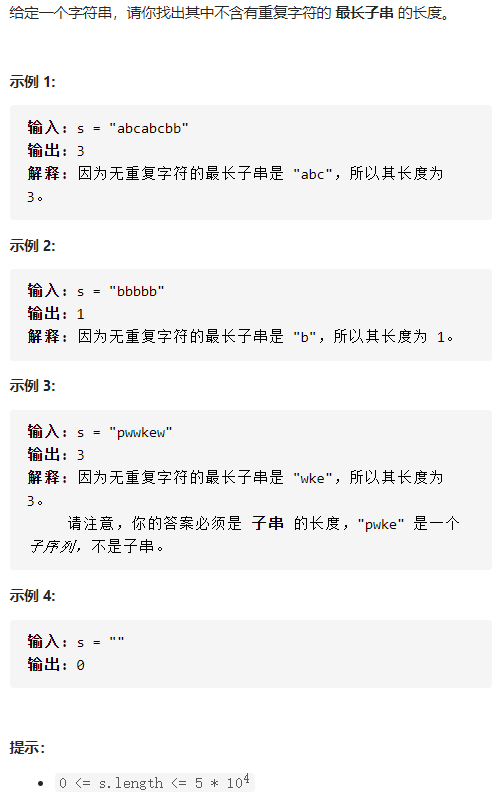 给定一个字符串，请你找出其中不含有重复字符的 最长子串 的长度。
示例 1:
输入: s = "abcabcbb"
输出: 3
解释: 因为无重复字符的最长子串是 "abc"，所以其长度为
3。
示例 2:
输入: s = "bbbbb"
输出: 1
解释: 因为无重复字符的最长子串是 "b"，所以其长度为 1。
示例 3:
输入: s = "pwwkew"
输出: 3
解释: 因为无重复字符的最长子串是 "wke"，所以其长度为
3。
请注意，你的答案必须是 子串 的长度，"pwke" 是一个
子序列，不是子串。
示例 4:
输入: s = ""
输出: 0
提示：
• 0 <= s.length <= 5 * 10⁴